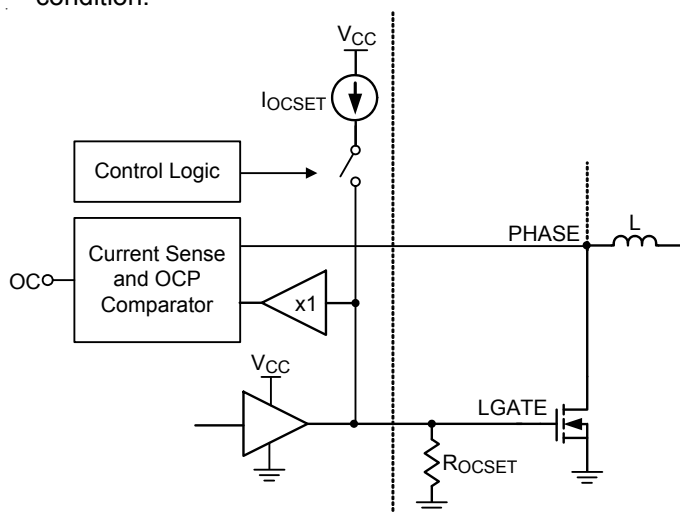 condition.
VCC
IOCSET
Control Logic
PHASE
L
Current Sense
and OCP
Comparator
OC
x1
VCC
LGATE
ROCSET